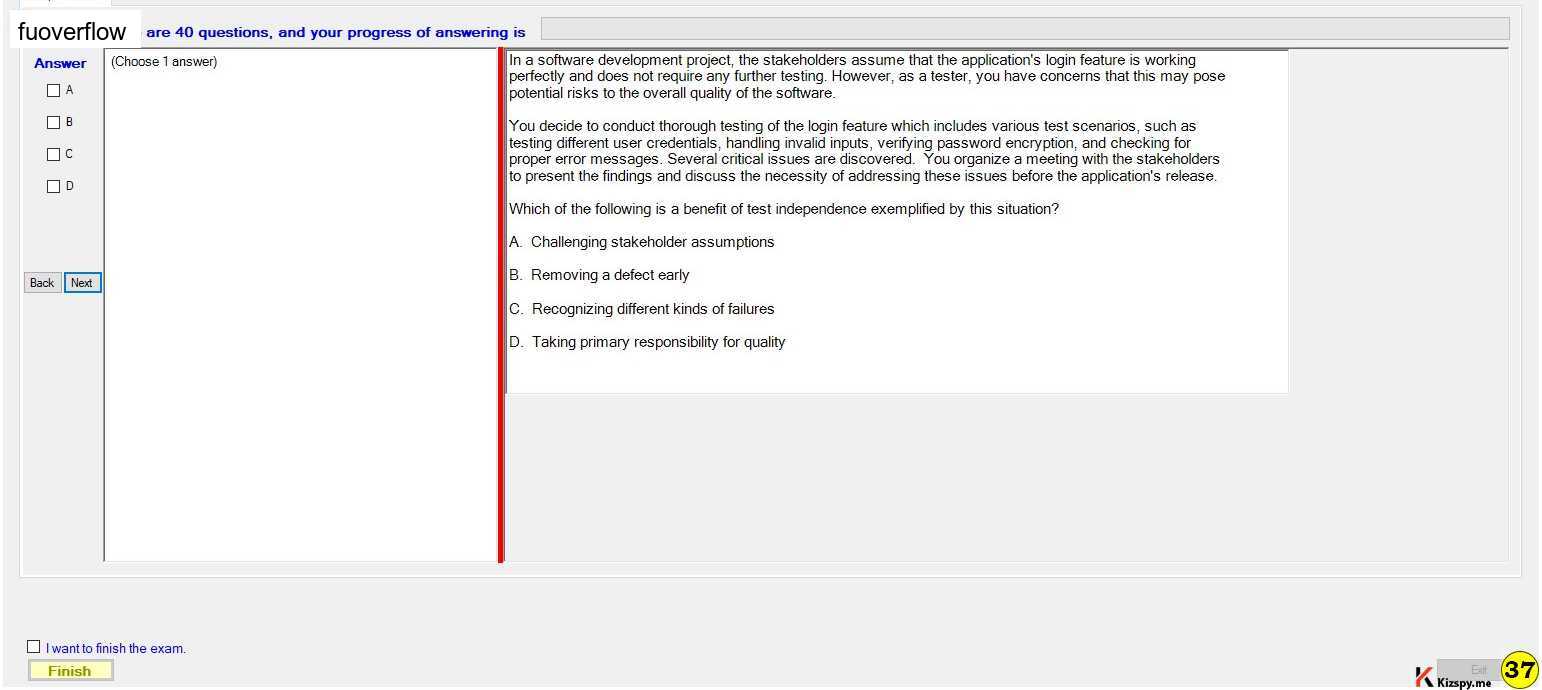 fuoverflow are 40 questions, and your progress of answering is
Answer
A
B
C
D
Back Next
(Choose 1 answer)
In a software development project, the stakeholders assume that the application's login feature is working
perfectly and does not require any further testing. However, as a tester, you have concerns that this may pose
potential risks to the overall quality of the software.
You decide to conduct thorough testing of the login feature which includes various test scenarios, such as
testing different user credentials, handling invalid inputs, verifying password encryption, and checking for
proper error messages. Several critical issues are discovered. You organize a meeting with the stakeholders
to present the findings and discuss the necessity of addressing these issues before the application's release.
Which of the following is a benefit of test independence exemplified by this situation?
A. Challenging stakeholder assumptions
B. Removing a defect early
C. Recognizing different kinds of failures
D. Taking primary responsibility for quality
I want to finish the exam.
Finish
Exit
Kizspy.me
37